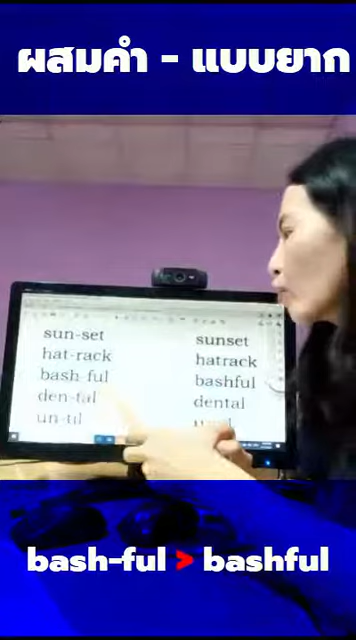 ผสมคำ - แบบยาก
sun-set sunset
hat-rack hatrack
bash-ful bashful
den-tal dental
un-til
bash-ful > bashful